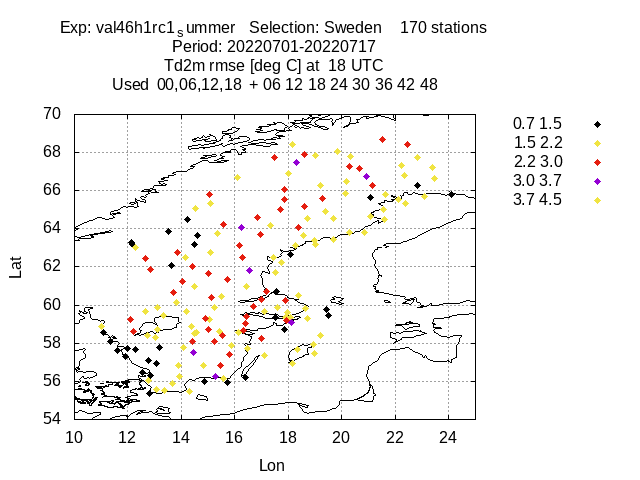 Exp: val46h1rc1s ummer Selection: Sweden 170 stations
Period: 20220701-20220717
Td2m rmse [deg C] at 18 UTC
Used 00,06,12,18 + 06 12 18 24 30 36 42 48
0.7 1.5
1.5 2.2
2.2 3.0
3.0 3.7
3.7 4.5
70
68
66
64
62
60
58
56
54
Lat
10 12 14 16 18 20 22 24
Lon